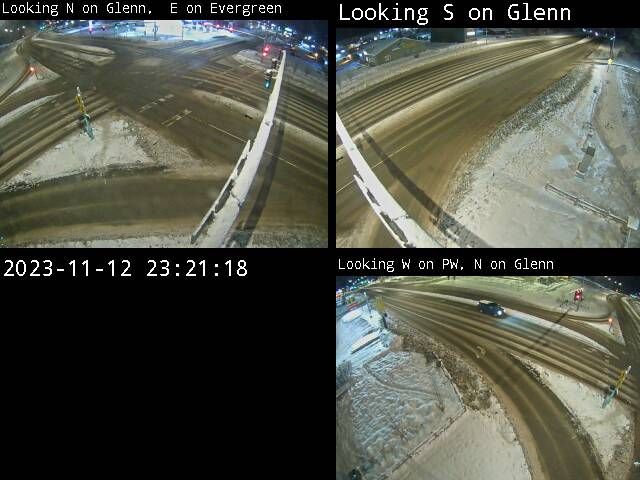 Looking N on Glenn,  E on Evergreen
Looking S on Glenn
2023-11-12 23:21:18
Looking W on PW, N on Glenn